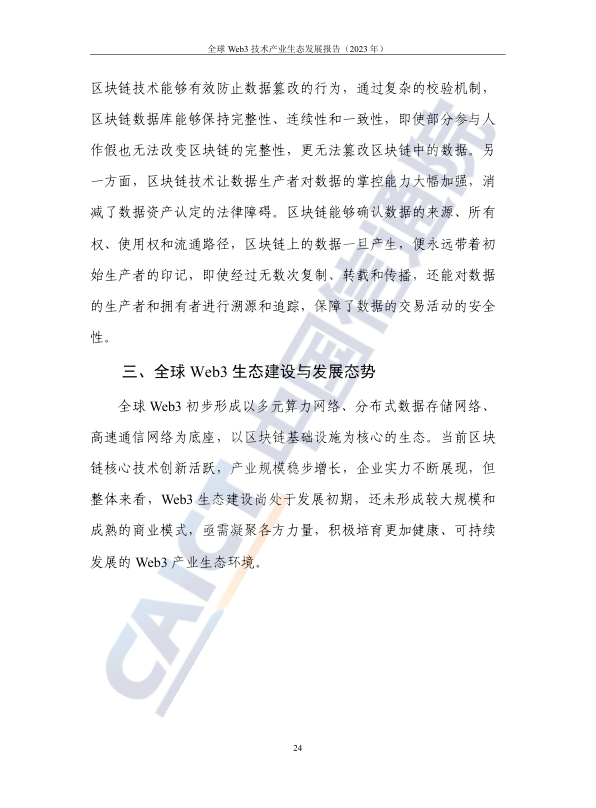 全球 Web3 技术产业生态发展报告（2023 年）
区块链技术能够有效防止数据篡改的行为，通过复杂的校验机制，
区块链数据库能够保持完整性、连续性和一致性，即使部分参与人
作假也无法改变区块链的完整性，更无法篡改区块链中的数据。另
一方面，区块链技术让数据生产者对数据的掌控能力大幅加强，消
减了数据资产认定的法律障碍。区块链能够确认数据的来源、所有
权、使用权和流通路径，区块链上的数据一旦产生，便永远带着初
始生产者的印记，即使经过无数次复制、转载和传播，还能对数据
的生产者和拥有者进行溯源和追踪，保障了数据的交易活动的安全
性。
三、全球 Web3 生态建设与发展态势
全球 Web3 初步形成以多元算力网络、分布式数据存储网络、
高速通信网络为底座，以区块链基础设施为核心的生态。当前区块
链核心技术创新活跃，产业规模稳步增长，企业实力不断展现，但
整体来看，Web3 生态建设尚处于发展初期，还未形成较大规模和
成熟的商业模式，亟需凝聚各方力量，积极培育更加健康、可持续
发展的 Web3 产业生态环境。
CAICT 中国信通院
24